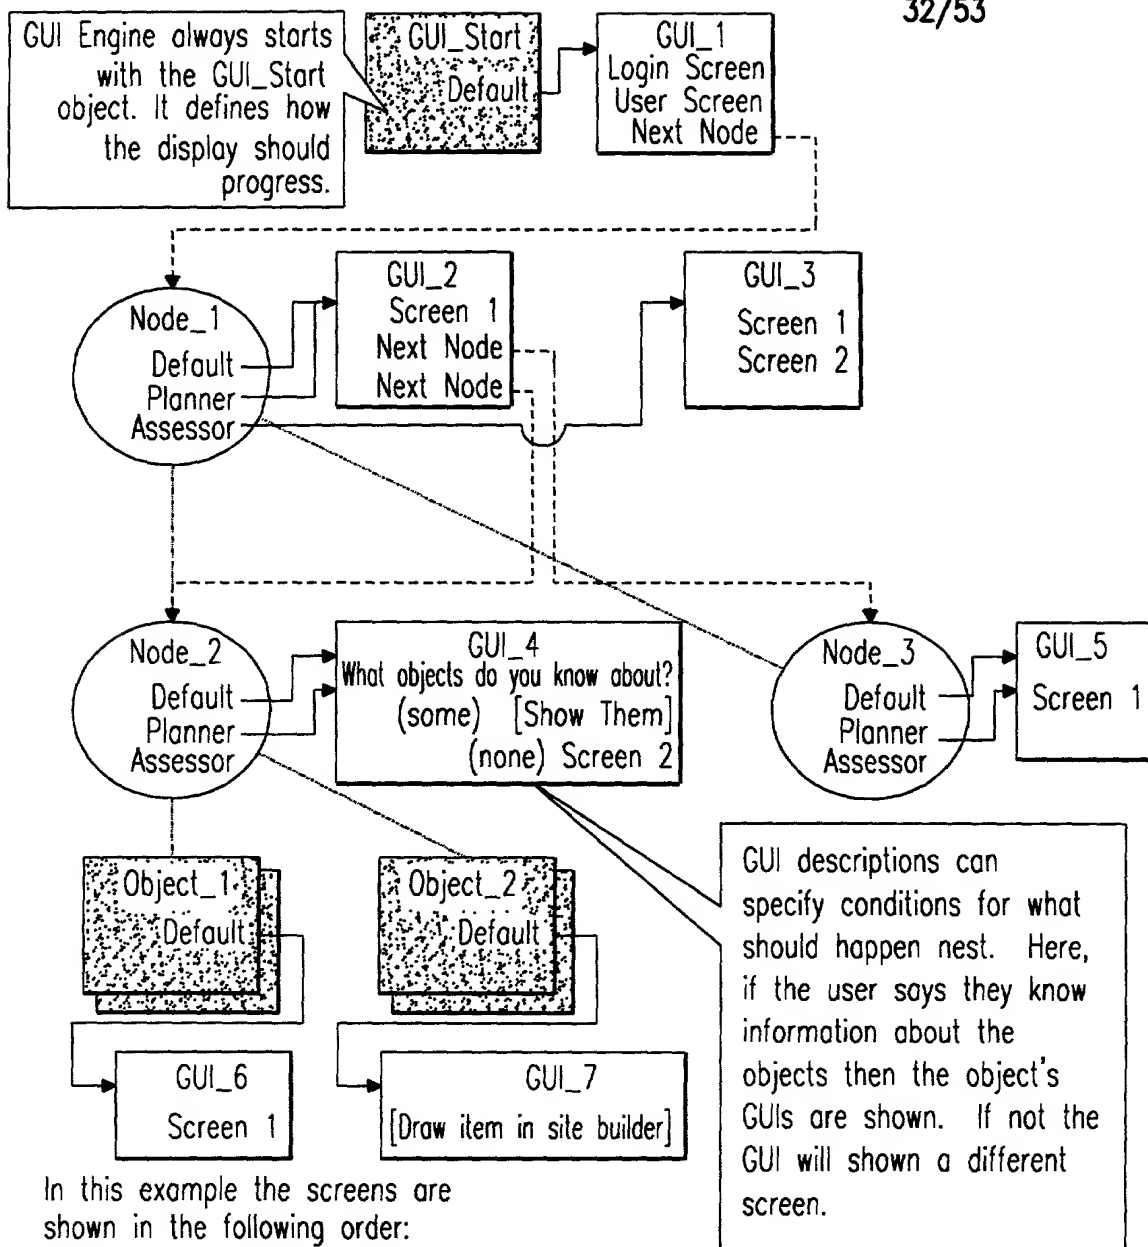 32/53
GUI Engine always starts
with the GUI_Start
object. It defines how
the display should
progress.
GUI_Start
Default
GUI_1
Login Screen
User Screen
Next Node
Node_1
Default
Planner
Assessor
GUI_2
Screen 1
Next Node
Next Node
GUI_3
Screen 1
Screen 2
Node_2
Default
Planner
Assessor
GUI_4
What objects do you know about?
(some) [Show Them]
(none) Screen 2
Node_3
Default
Planner
Assessor
GUI_5
Screen 1
Object_1
Default
Object_2
Default
GUI_6
Screen 1
GUI_7
[Draw item in site builder]
GUI descriptions can
specify conditions for what
should happen nest. Here,
if the user says they know
information about the
objects then the object's
GUIs are shown. If not the
GUI will shown a different
screen.
In this example the screens are
shown in the following order: